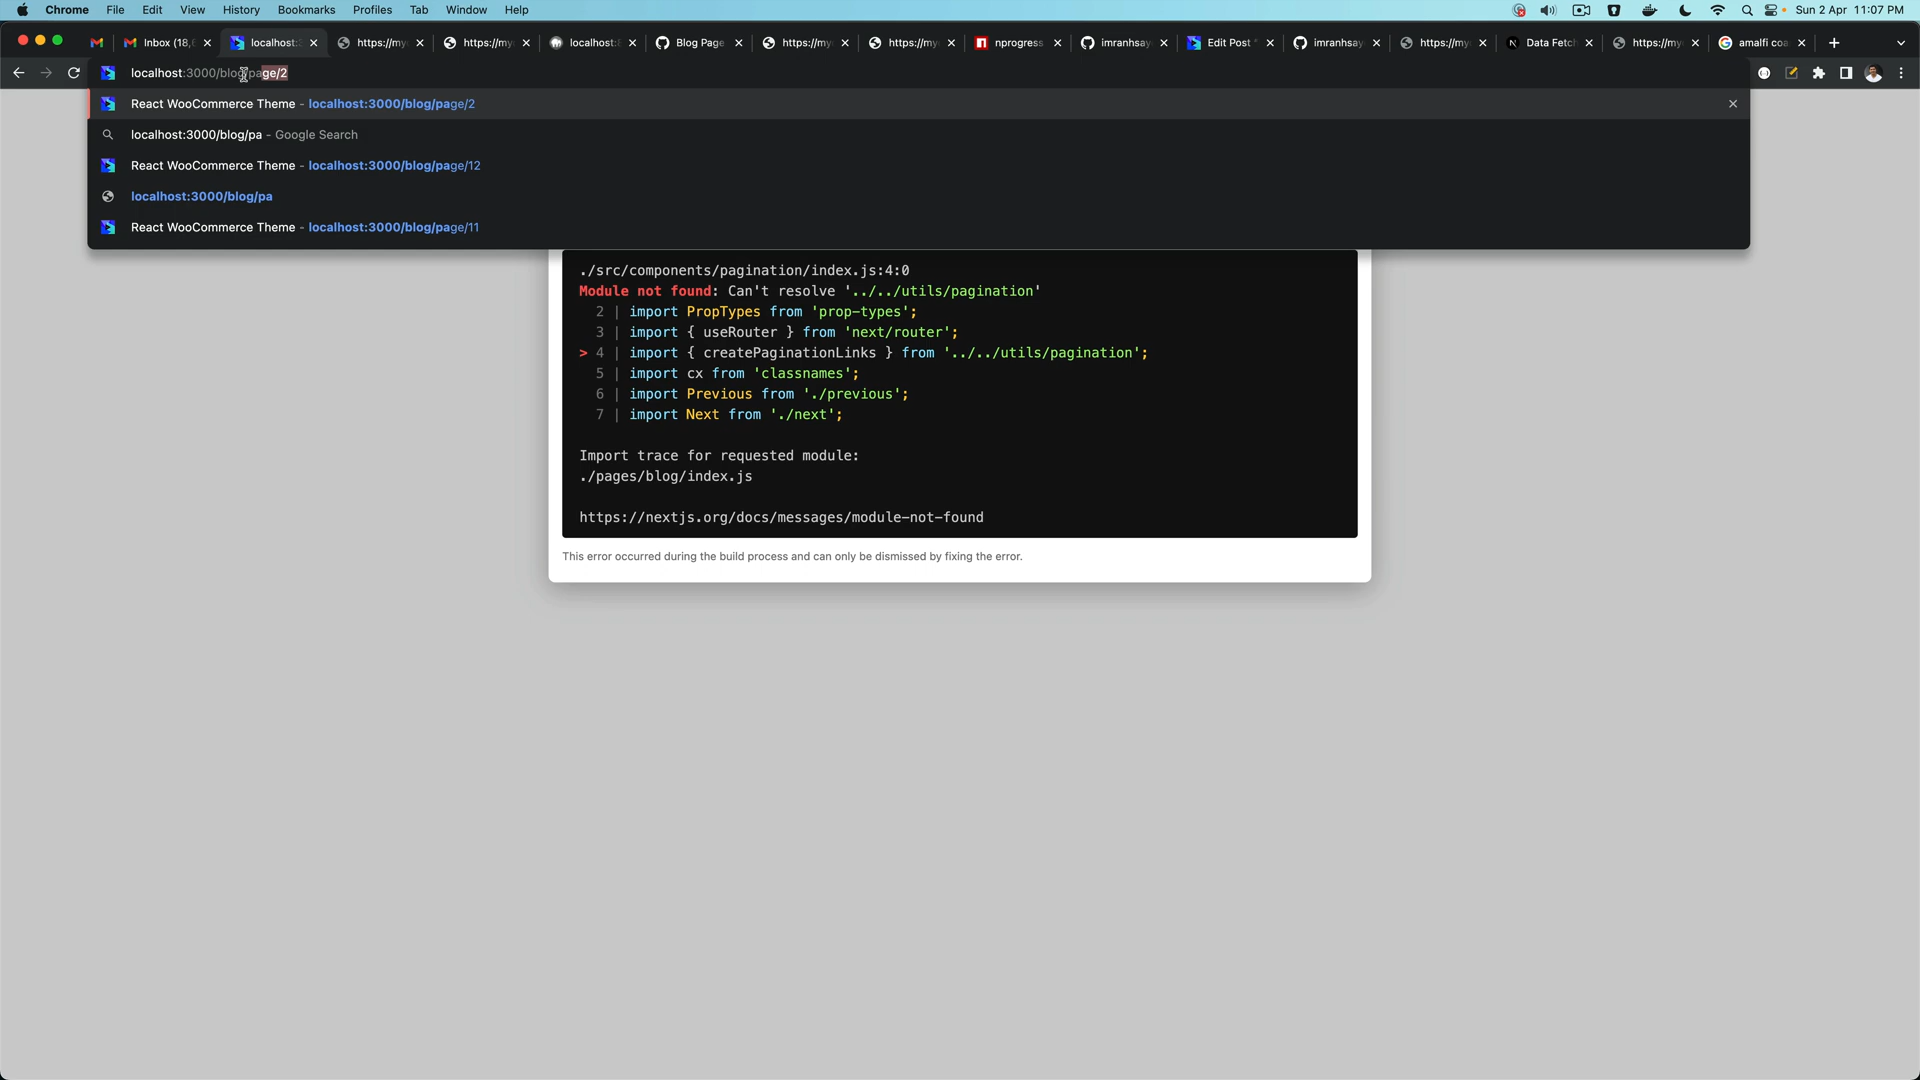 Chrome File Edit View History Bookmarks Profiles Tab Window Help Sun 2 Apr 11:07 PM
Inbox (18, localhost: https://my localhost: Blog Page https://my https://my nprogress imranhsay Edit Post imranhsay https://my Data Fetch https://my amalfi coa
localhost:3000/blog/page/2
React WooCommerce Theme - localhost:3000/blog/page/2
localhost:3000/blog/pa - Google Search
React WooCommerce Theme - localhost:3000/blog/page/12
localhost:3000/blog/pa
React WooCommerce Theme - localhost:3000/blog/page/11
./src/components/pagination/index.js:4:0
Module not found: Can't resolve '../../utils/pagination'
2 | import PropTypes from 'prop-types';
3 | import { useRouter } from 'next/router';
> 4 | import { createPaginationLinks } from '../../utils/pagination';
5 | import cx from 'classnames';
6 | import Previous from './previous';
7 | import Next from './next';
Import trace for requested module:
./pages/blog/index.js
https://nextjs.org/docs/messages/module-not-found
This error occurred during the build process and can only be dismissed by fixing the error.